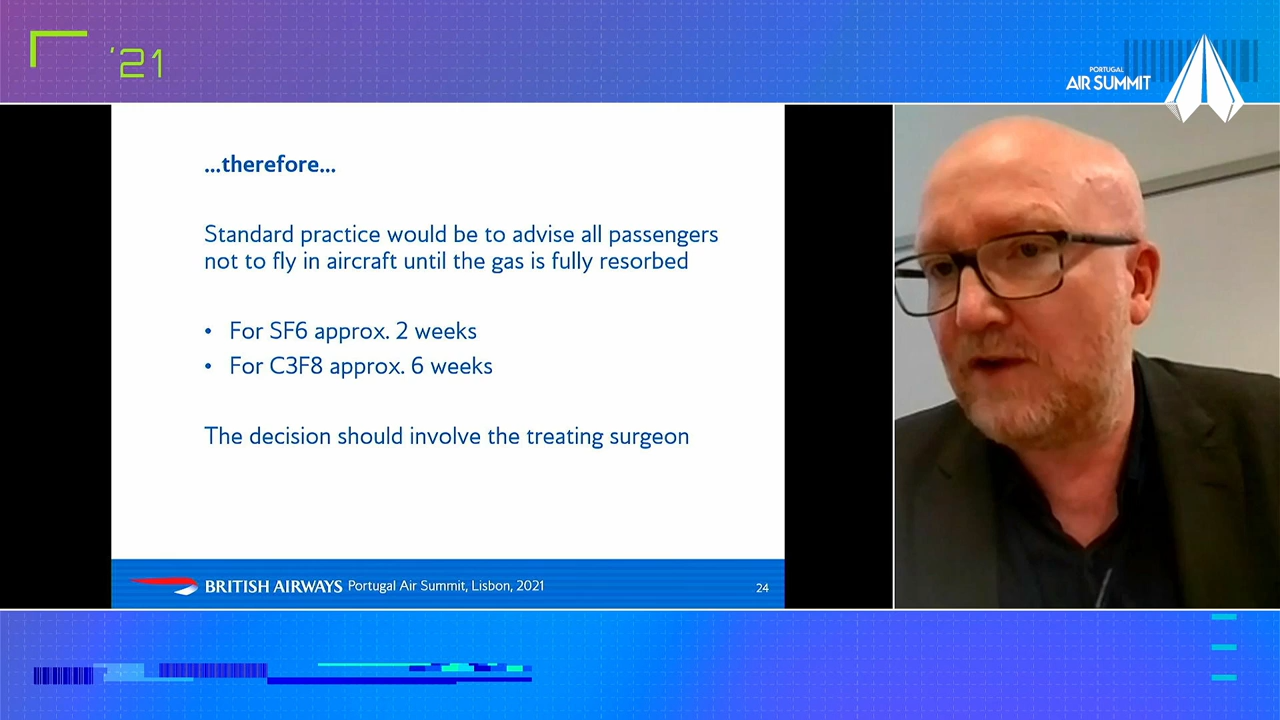 '21
PORTUGAL
AIR SUMMIT
...therefore...
Standard practice would be to advise all passengers
not to fly in aircraft until the gas is fully resorbed
• For SF6 approx. 2 weeks
• For C3F8 approx. 6 weeks
The decision should involve the treating surgeon
BRITISH AIRWAYS Portugal Air Summit, Lisbon, 2021
24